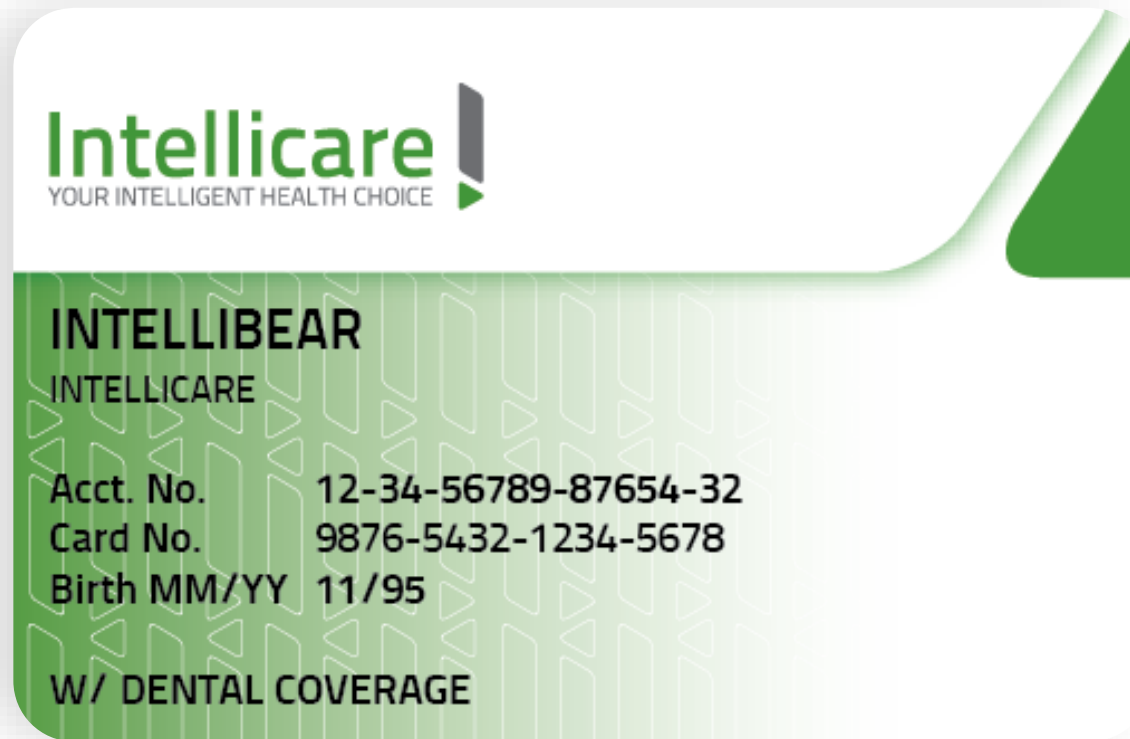 Intellicare
YOUR INTELLIGENT HEALTH CHOICE
INTELLIBEAR
INTELLICARE
Acct. No. 12-34-56789-87654-32
Card No. 9876-5432-1234-5678
Birth MM/YY 11/95
W/ DENTAL COVERAGE